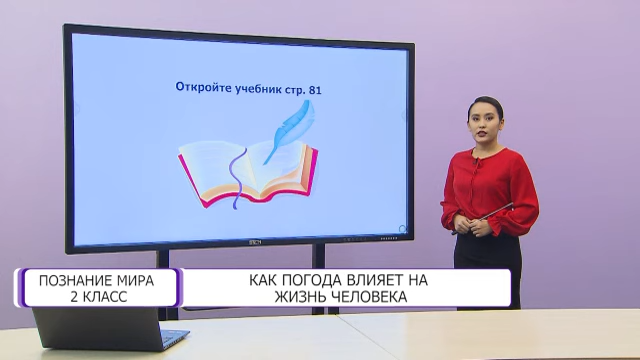 Откройте учебник стр. 81
ПОЗНАНИЕ МИРА
2 КЛАСС
КАК ПОГОДА ВЛИЯЕТ НА
ЖИЗНЬ ЧЕЛОВЕКА